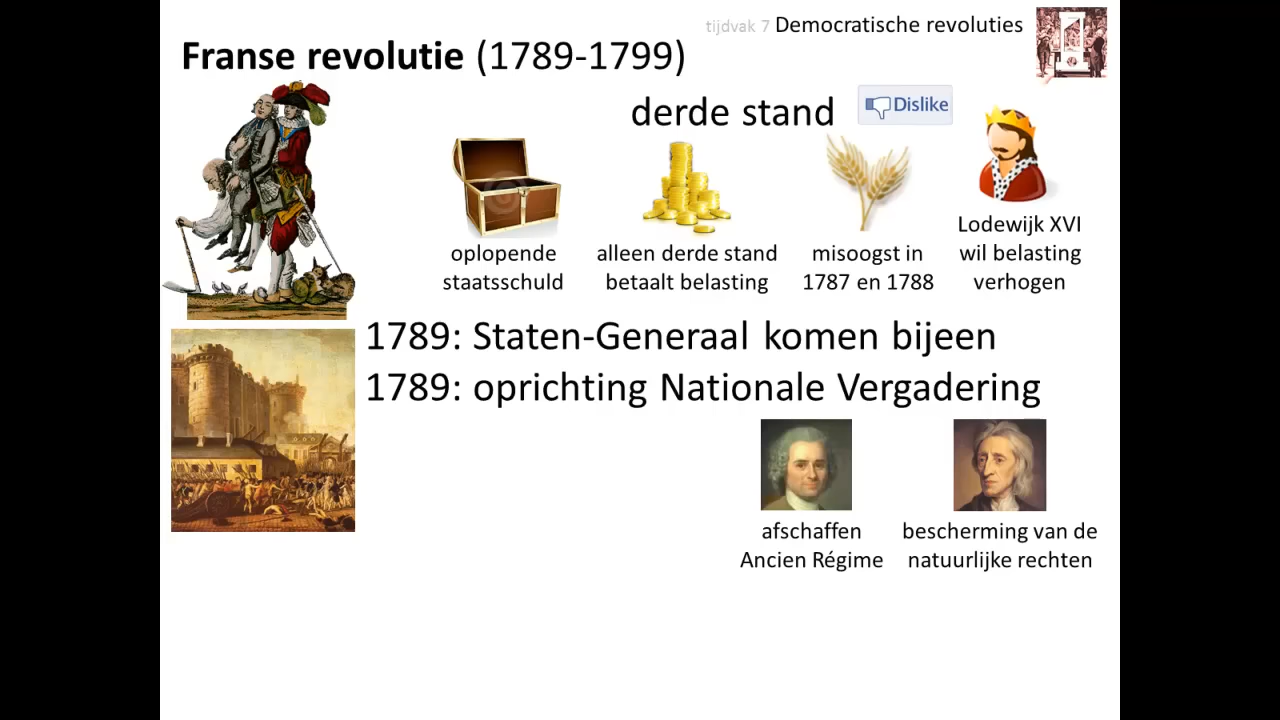 tijdvak 7 Democratische revoluties
Franse revolutie (1789-1799)
derde stand
Dislike
oplopende
staatsschuld
alleen derde stand
betaalt belasting
misoogst in
1787 en 1788
Lodewijk XVI
wil belasting
verhogen
1789: Staten-Generaal komen bijeen
1789: oprichting Nationale Vergadering
afschaffen
Ancien Régime
bescherming van de
natuurlijke rechten